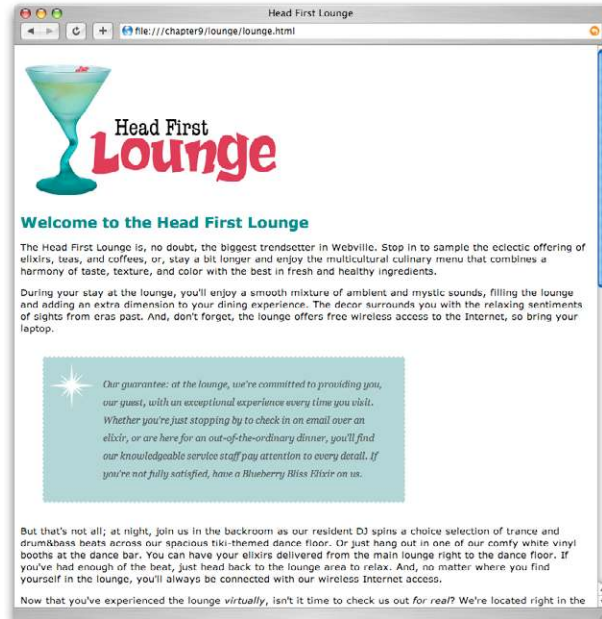 Head First Lounge
file:///chapter9/lounge/lounge.html
Head First
Lounge
Welcome to the Head First Lounge
The Head First Lounge is, no doubt, the biggest trendsetter in Webville. Stop in to sample the eclectic offering of
elixirs, teas, and coffees, or, stay a bit longer and enjoy the multicultural culinary menu that combines a
harmony of taste, texture, and color with the best in fresh and healthy ingredients.
During your stay at the lounge, you'll enjoy a smooth mixture of ambient and mystic sounds, filling the lounge
and adding an extra dimension to your dining experience. The decor surrounds you with the relaxing sentiments
of sights from eras past. And, don't forget, the lounge offers free wireless access to the Internet, so bring your
laptop.
Our guarantee: at the lounge, we're committed to providing you,
our guest, with an exceptional experience every time you visit.
Whether you're just stopping by to check in on email over an
elixir, or are here for an out-of-the-ordinary dinner, you'll find
our knowledgeable service staff pay attention to every detail. If
you're not fully satisfied, have a Blueberry Bliss Elixir on us.
But that's not all; at night, join us in the backroom as our resident DJ spins a choice selection of trance and
drum&bass beats across our spacious tiki-themed dance floor. Or just hang out in one of our comfy white vinyl
booths at the dance bar. You can have your elixirs delivered from the main lounge right to the dance floor. If
you've had enough of the beat, just head back to the lounge area to relax. And, no matter where you find
yourself in the lounge, you'll always be connected with our wireless Internet access.
Now that you've experienced the lounge virtually, isn't it time to check us out for real? We're located right in the